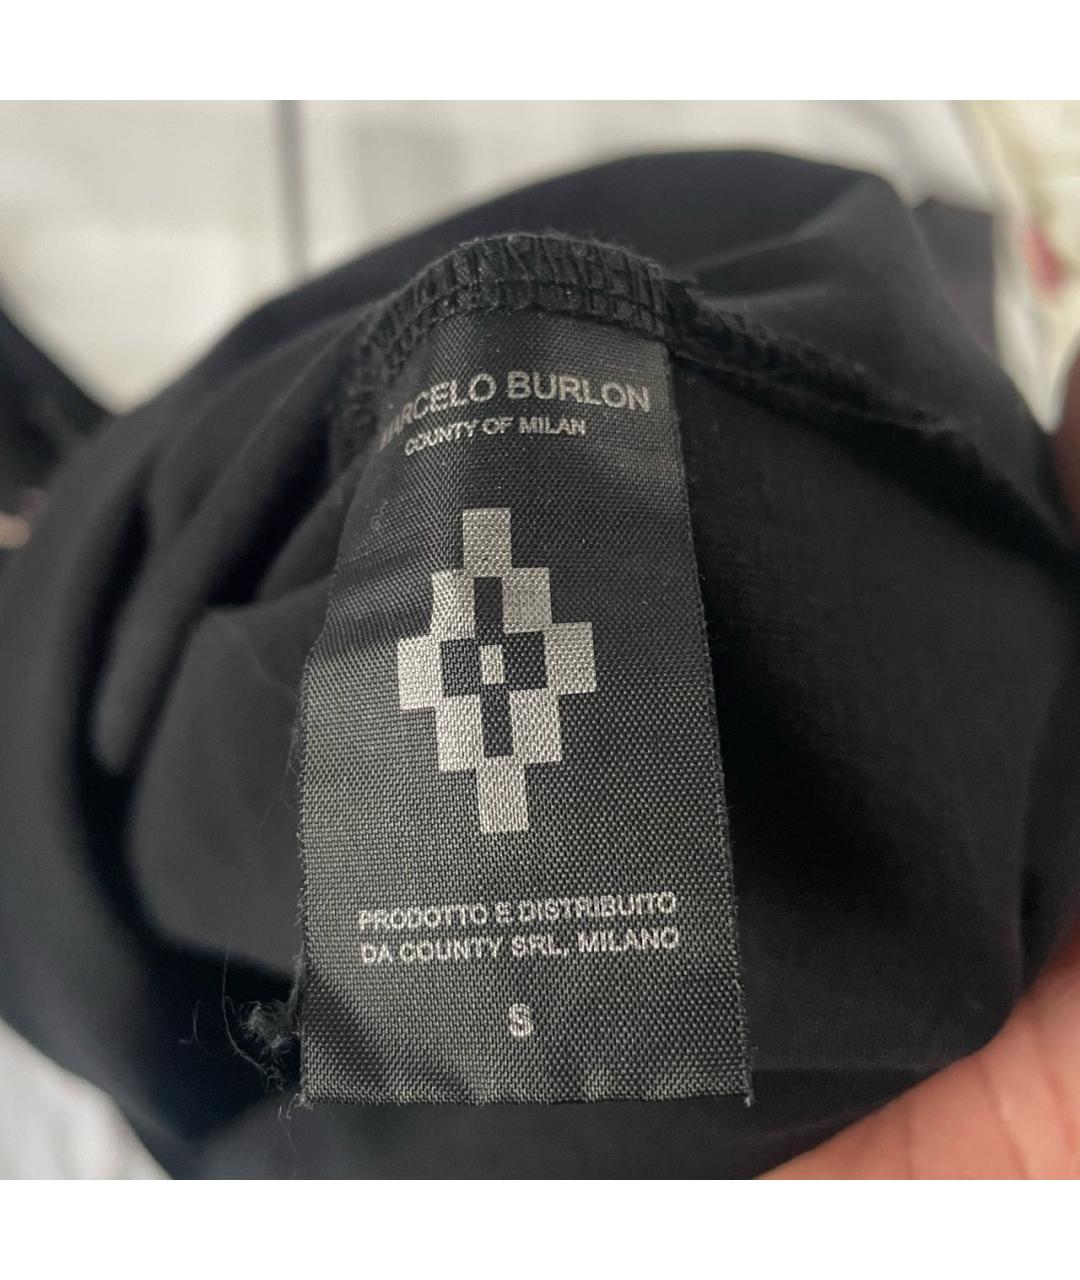 MARCELO BURLON
COUNTY OF MILAN
PRODOTTO E DISTRIBUITO
DA COUNTY SRL, MILANO
S